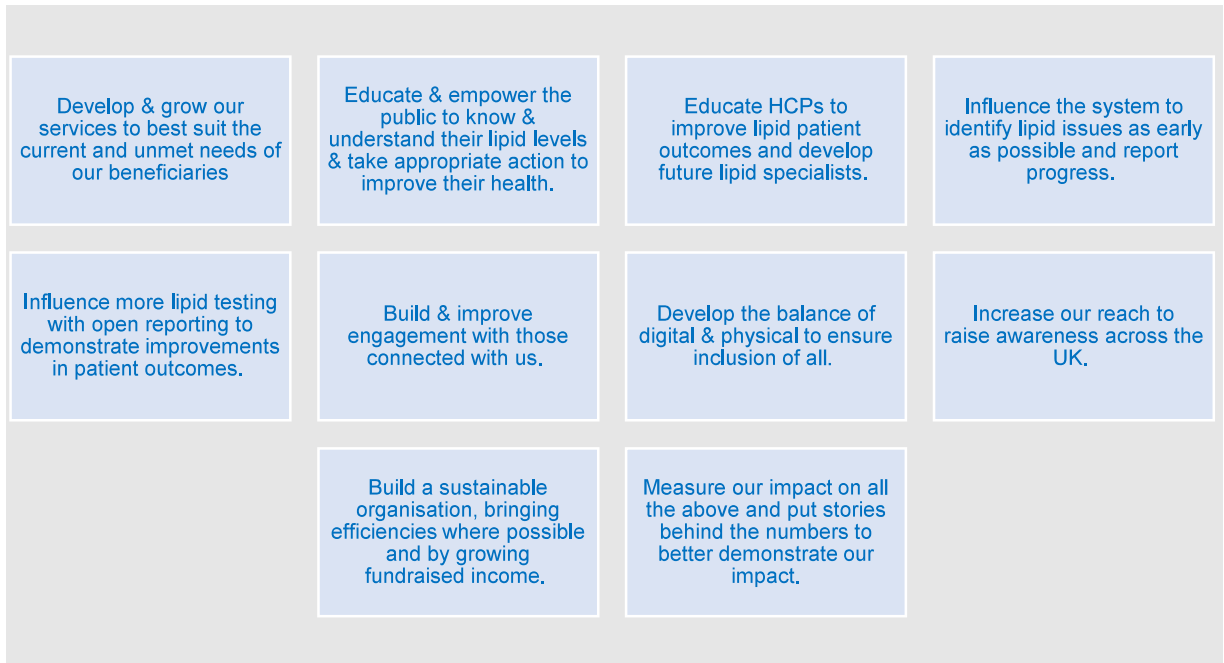 Develop & grow our
services to best suit the
current and unmet needs of
our beneficiaries
Educate & empower the
public to know &
understand their lipid levels
& take appropriate action to
improve their health.
Educate HCPs to
improve lipid patient
outcomes and develop
future lipid specialists.
Influence the system to
identify lipid issues as early
as possible and report
progress.
Influence more lipid testing
with open reporting to
demonstrate improvements
in patient outcomes.
Build & improve
engagement with those
connected with us.
Develop the balance of
digital & physical to ensure
inclusion of all.
Increase our reach to
raise awareness across the
UK.
Build a sustainable
organisation, bringing
efficiencies where possible
and by growing
fundraised income.
Measure our impact on all
the above and put stories
behind the numbers to
better demonstrate our
impact.